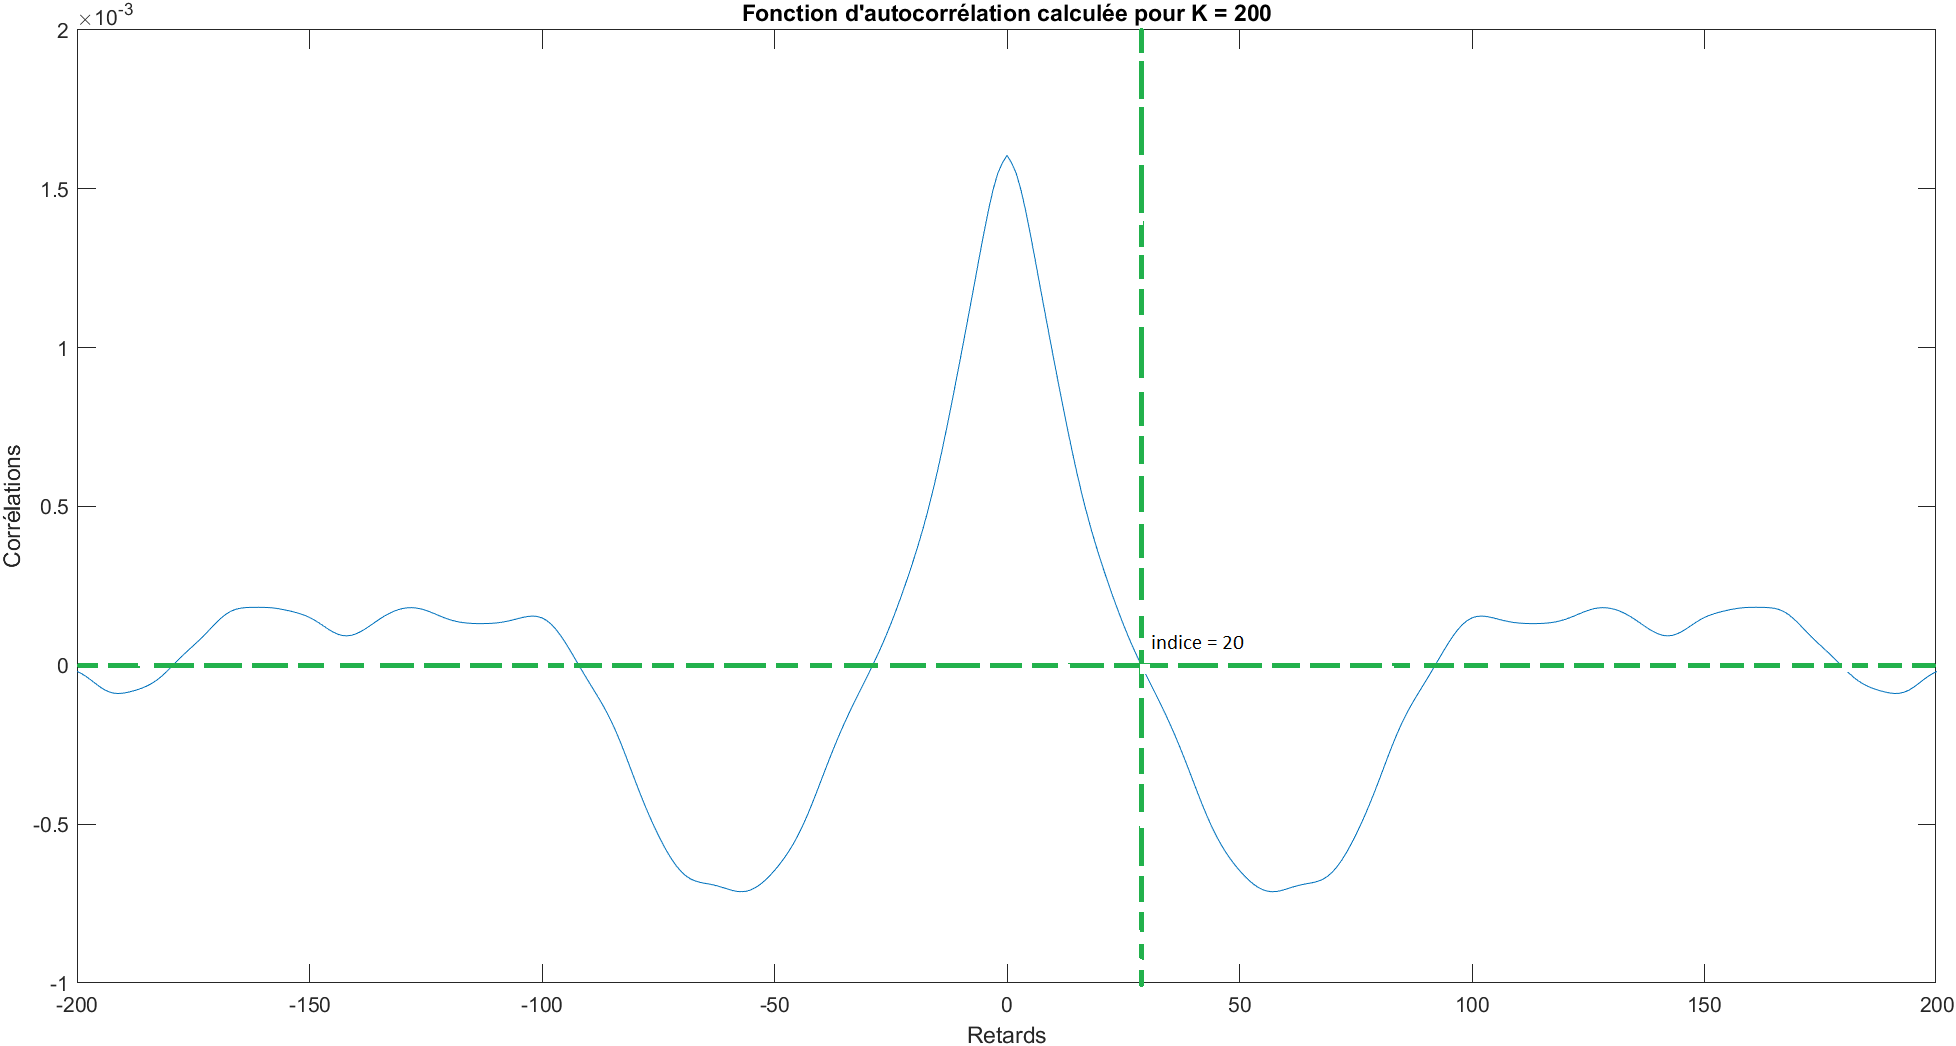 Fonction d'autocorrélation calculée pour K = 200
×10-3
2
1.5
1
0.5
0
-0.5
-1
Corrélations
indice = 20
-200 -150 -100 -50 0 50 100 150 200
Retards